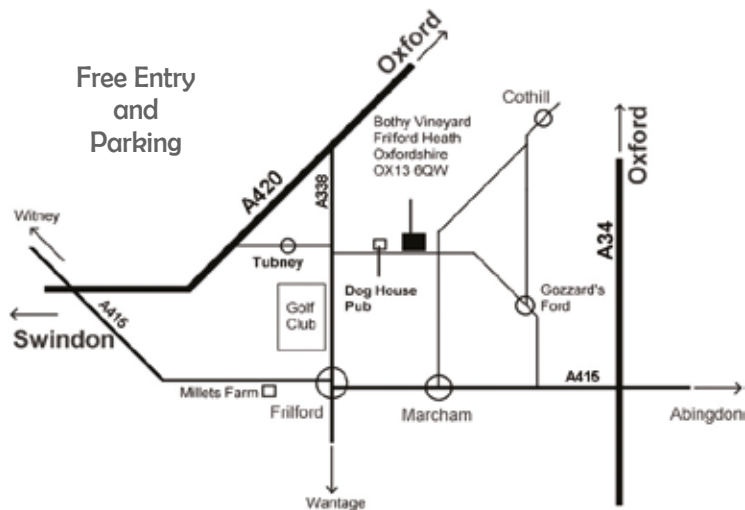 Free Entry
and
Parking
Oxford
Cothill
Bothy Vineyard
Frilford Heath
Oxfordshire
OX13 6QW
Oxford
A420
A338
A34
Witney
Tubney
Dog House
Pub
Gozzard's
Ford
Golf
Club
A415
Swindon
Millets Farm
Frilford
Marcham
A415
Abingdon
Wantage